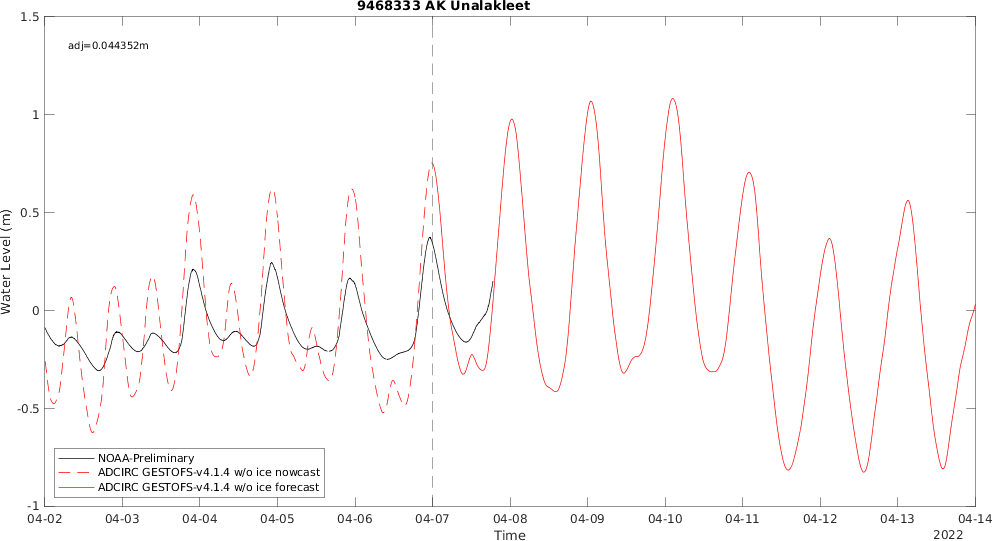 9468333 AK Unalakleet
adj=0.044352m
1.5
1
0.5
0
-0.5
-1
Water Level (m)
NOAA-Preliminary
ADCIRC GESTOFS-v4.1.4 w/o ice nowcast
ADCIRC GESTOFS-v4.1.4 w/o ice forecast
04-02 04-03 04-04 04-05 04-06 04-07 04-08 04-09 04-10 04-11 04-12 04-13 04-14
Time
2022